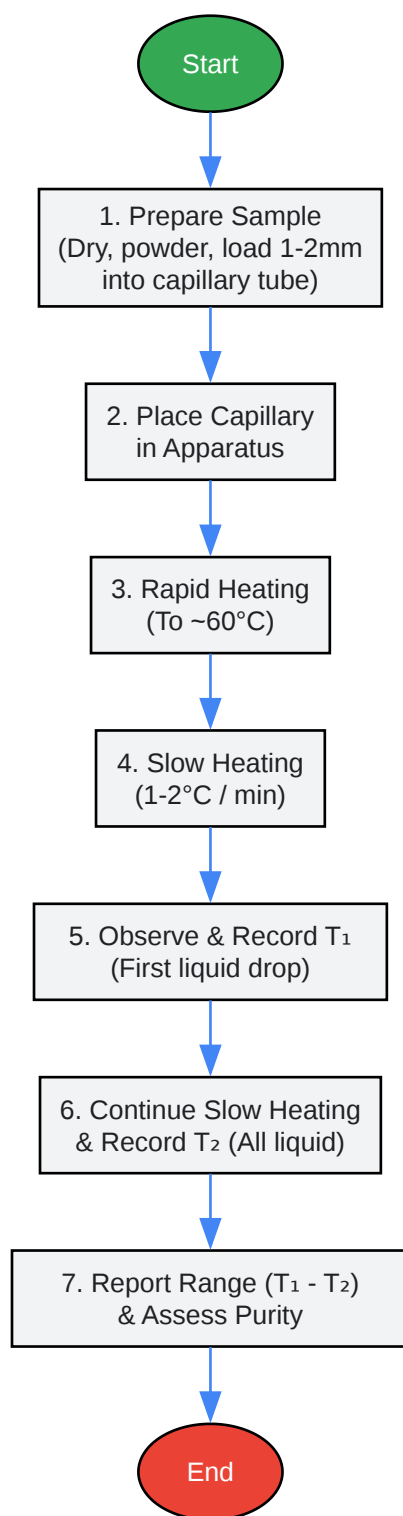 Start
1. Prepare Sample
(Dry, powder, load 1-2mm
into capillary tube)
2. Place Capillary
in Apparatus
3. Rapid Heating
(To ~60°C)
4. Slow Heating
(1-2°C / min)
5. Observe & Record T₁
(First liquid drop)
6. Continue Slow Heating
& Record T₂ (All liquid)
7. Report Range (T₁ - T₂)
& Assess Purity
End